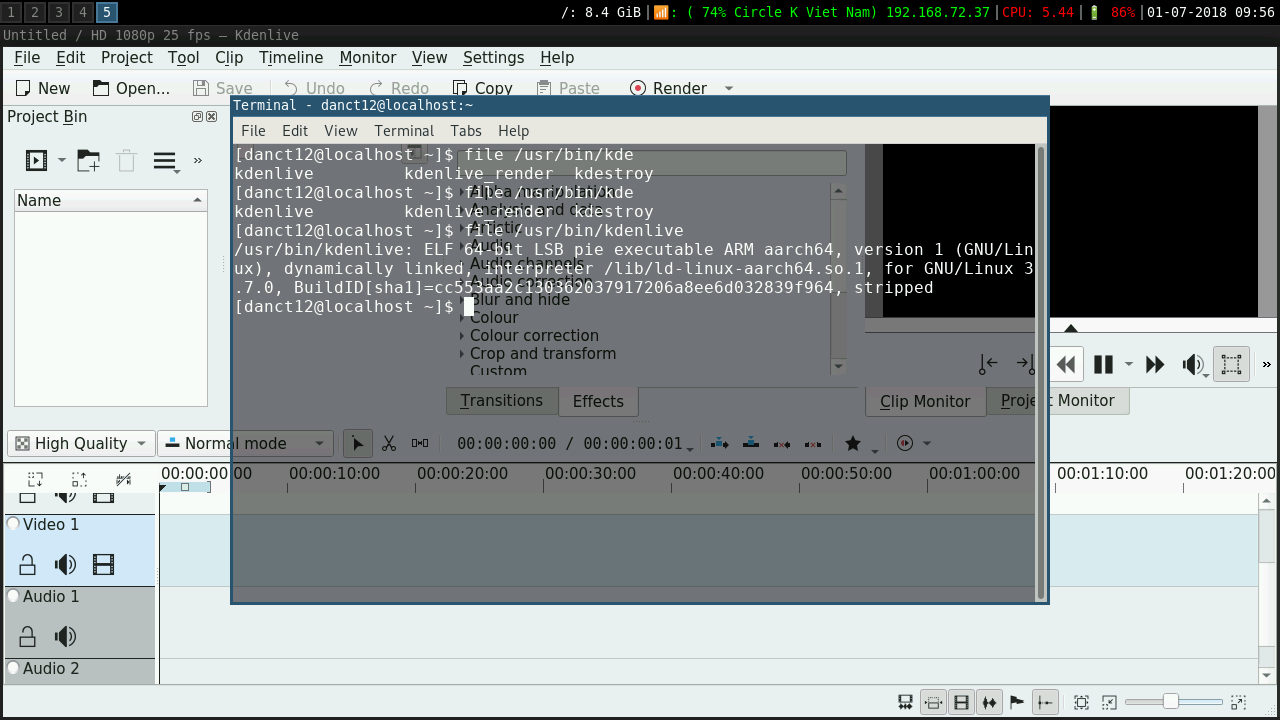 1 2 3 4 5 /: 8.4 GiB | : ( 74% Circle K Viet Nam) 192.168.72.37 | CPU: 5.44 | 86% | 01-07-2018 09:56
Untitled / HD 1080p 25 fps — Kdenlive
File Edit Project Tool Clip Timeline Monitor View Settings Help
New Open... Save Undo Redo Copy Paste Render
Project Bin
»
Name
Terminal - danct12@localhost:~
File Edit View Terminal Tabs Help
[danct12@localhost ~]$ file /usr/bin/kde
kdenlive kdenlive_render kdestroy
[danct12@localhost ~]$ file /usr/bin/kde
kdenlive kdenlive_render kdestroy
[danct12@localhost ~]$ file /usr/bin/kdenlive
/usr/bin/kdenlive: ELF 64-bit LSB pie executable ARM aarch64, version 1 (GNU/Lin
ux), dynamically linked, interpreter /lib/ld-linux-aarch64.so.1, for GNU/Linux 3
.7.0, BuildID[sha1]=cc553aa2c130362037917206a8ee6d032839f964, stripped
[danct12@localhost ~]$
Audio channels
Audio correction
Blur and hide
Colour
Colour correction
Crop and transform
Custom
Transitions Effects
»
Clip Monitor Project Monitor
High Quality Normal mode 00:00:00:00 / 00:00:00:01
00:00:00:00 00:00:10:00 00:00:20:00 00:00:30:00 00:00:40:00 00:00:50:00 00:01:00:00 00:01:10:00 00:01:20:00
Video 1
Audio 1
Audio 2